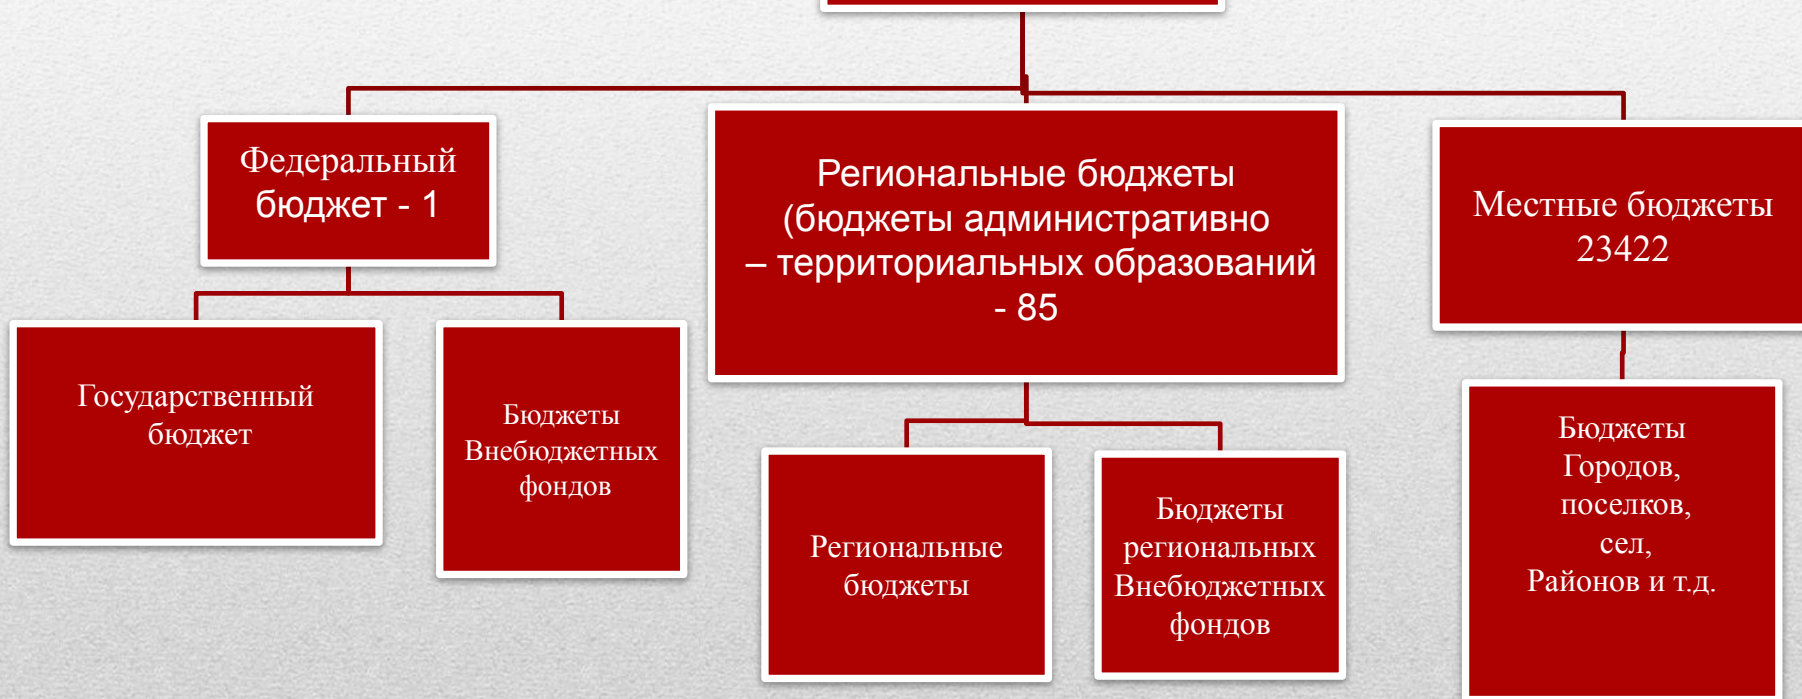 Федеральный
бюджет - 1
Региональные бюджеты
(бюджеты административно
– территориальных образований
- 85
Местные бюджеты
23422
Государственный
бюджет
Бюджеты
Внебюджетных
фондов
Региональные
бюджеты
Бюджеты
региональных
Внебюджетных
фондов
Бюджеты
Городов,
поселков,
сел,
Районов и т.д.